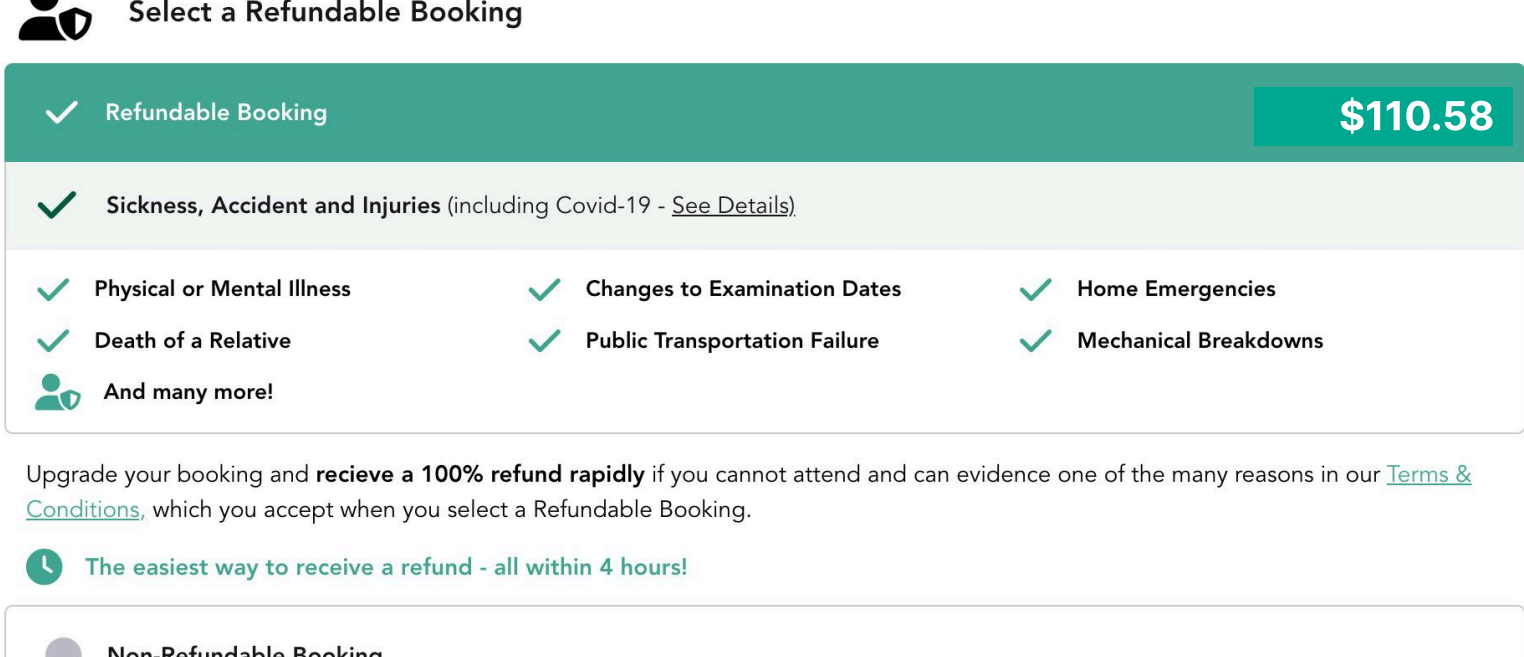 Select a Refundable Booking
Refundable Booking
$110.58
Sickness, Accident and Injuries (including Covid-19 - See Details)
Physical or Mental Illness
Changes to Examination Dates
Home Emergencies
Death of a Relative
Public Transportation Failure
Mechanical Breakdowns
And many more!
Upgrade your booking and recieve a 100% refund rapidly if you cannot attend and can evidence one of the many reasons in our Terms &
Conditions, which you accept when you select a Refundable Booking.
The easiest way to receive a refund - all within 4 hours!
Non-Refundable Booking